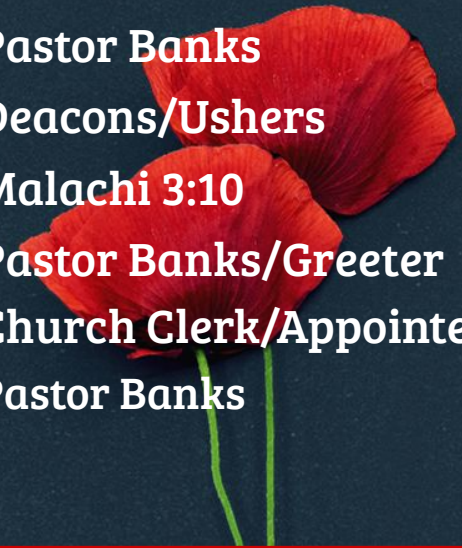 Pastor Banks
Deacons/Ushers
Malachi 3:10
Pastor Banks/Greeter
Church Clerk/Appointe
Pastor Banks